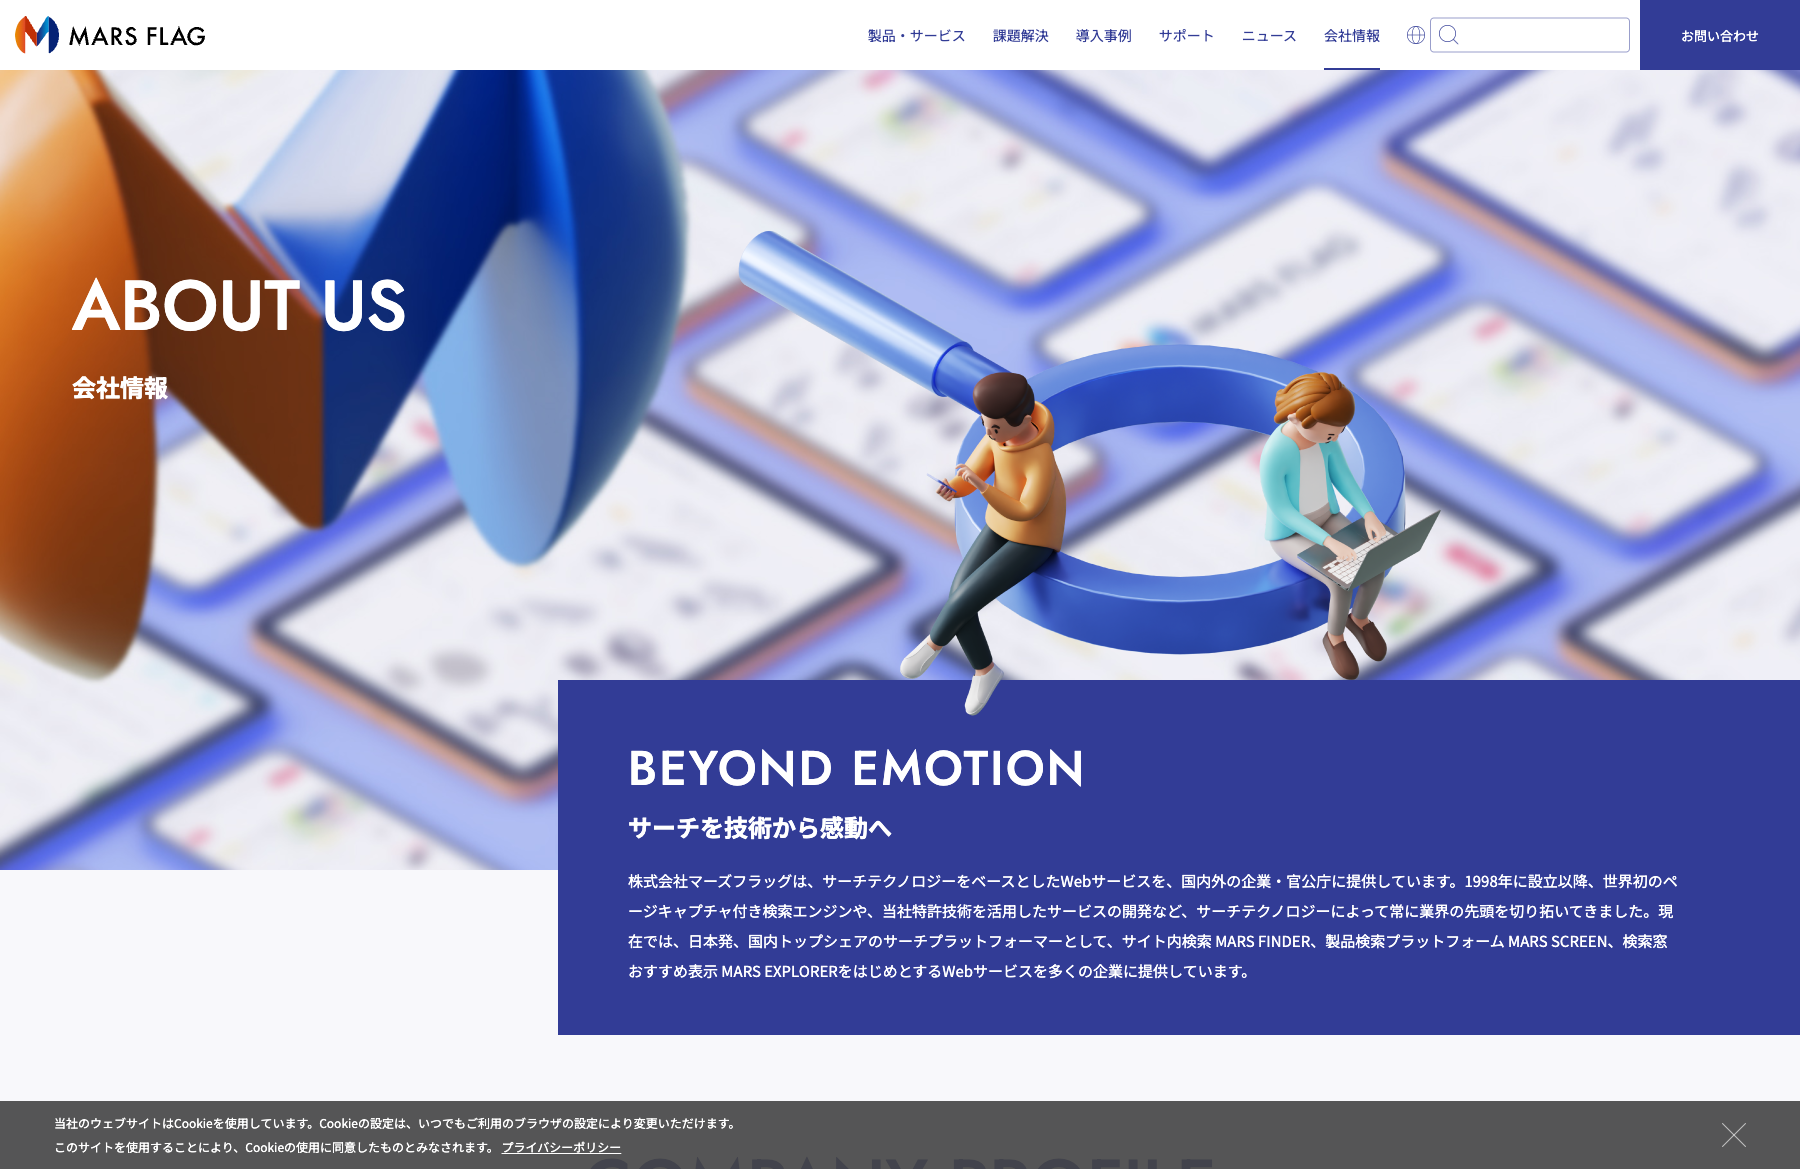 MARS FLAG
製品・サービス
課題解決
導入事例
サポート
ニュース
会社情報
お問い合わせ
MARS FLAG
ABOUT US
会社情報
BEYOND EMOTION
サーチを技術から感動へ
株式会社マーズフラッグは、サーチテクノロジーをベースとしたWebサービスを、国内外の企業・官公庁に提供しています。1998年に設立以降、世界初のペ
ージキャプチャ付き検索エンジンや、当社特許技術を活用したサービスの開発など、サーチテクノロジーによって常に業界の先頭を切り拓いてきました。現
在では、日本発、国内トップシェアのサーチプラットフォーマーとして、サイト内検索 MARS FINDER、製品検索プラットフォーム MARS SCREEN、検索窓
おすすめ表示 MARS EXPLORERをはじめとするWebサービスを多くの企業に提供しています。
当社のウェブサイトはCookieを使用しています。Cookieの設定は、いつでもご利用のブラウザの設定により変更いただけます。
このサイトを使用することにより、Cookieの使用に同意したものとみなされます。 プライバシーポリシー
COMPANY PROFILE